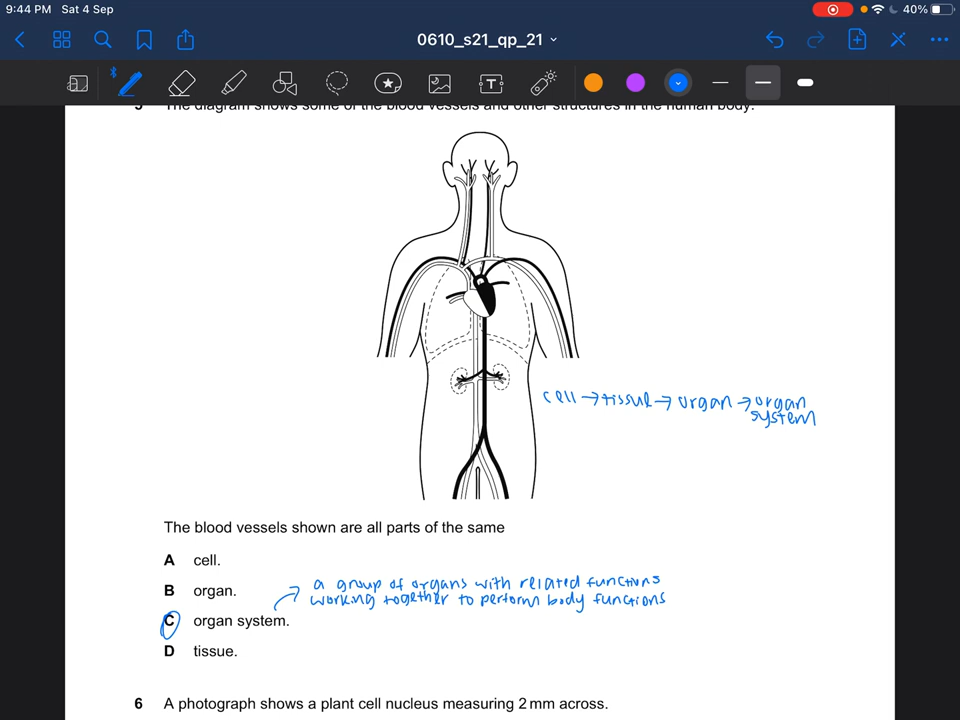 9:44 PM Sat 4 Sep
40%
0610_s21_qp_21
5 The diagram shows some of the blood vessels and other structures in the human body.
cell → tissue → organ → organ
system
The blood vessels shown are all parts of the same
A cell.
a group of organs with related functions
B organ.
working together to perform body functions
C organ system.
D tissue.
6 A photograph shows a plant cell nucleus measuring 2 mm across.